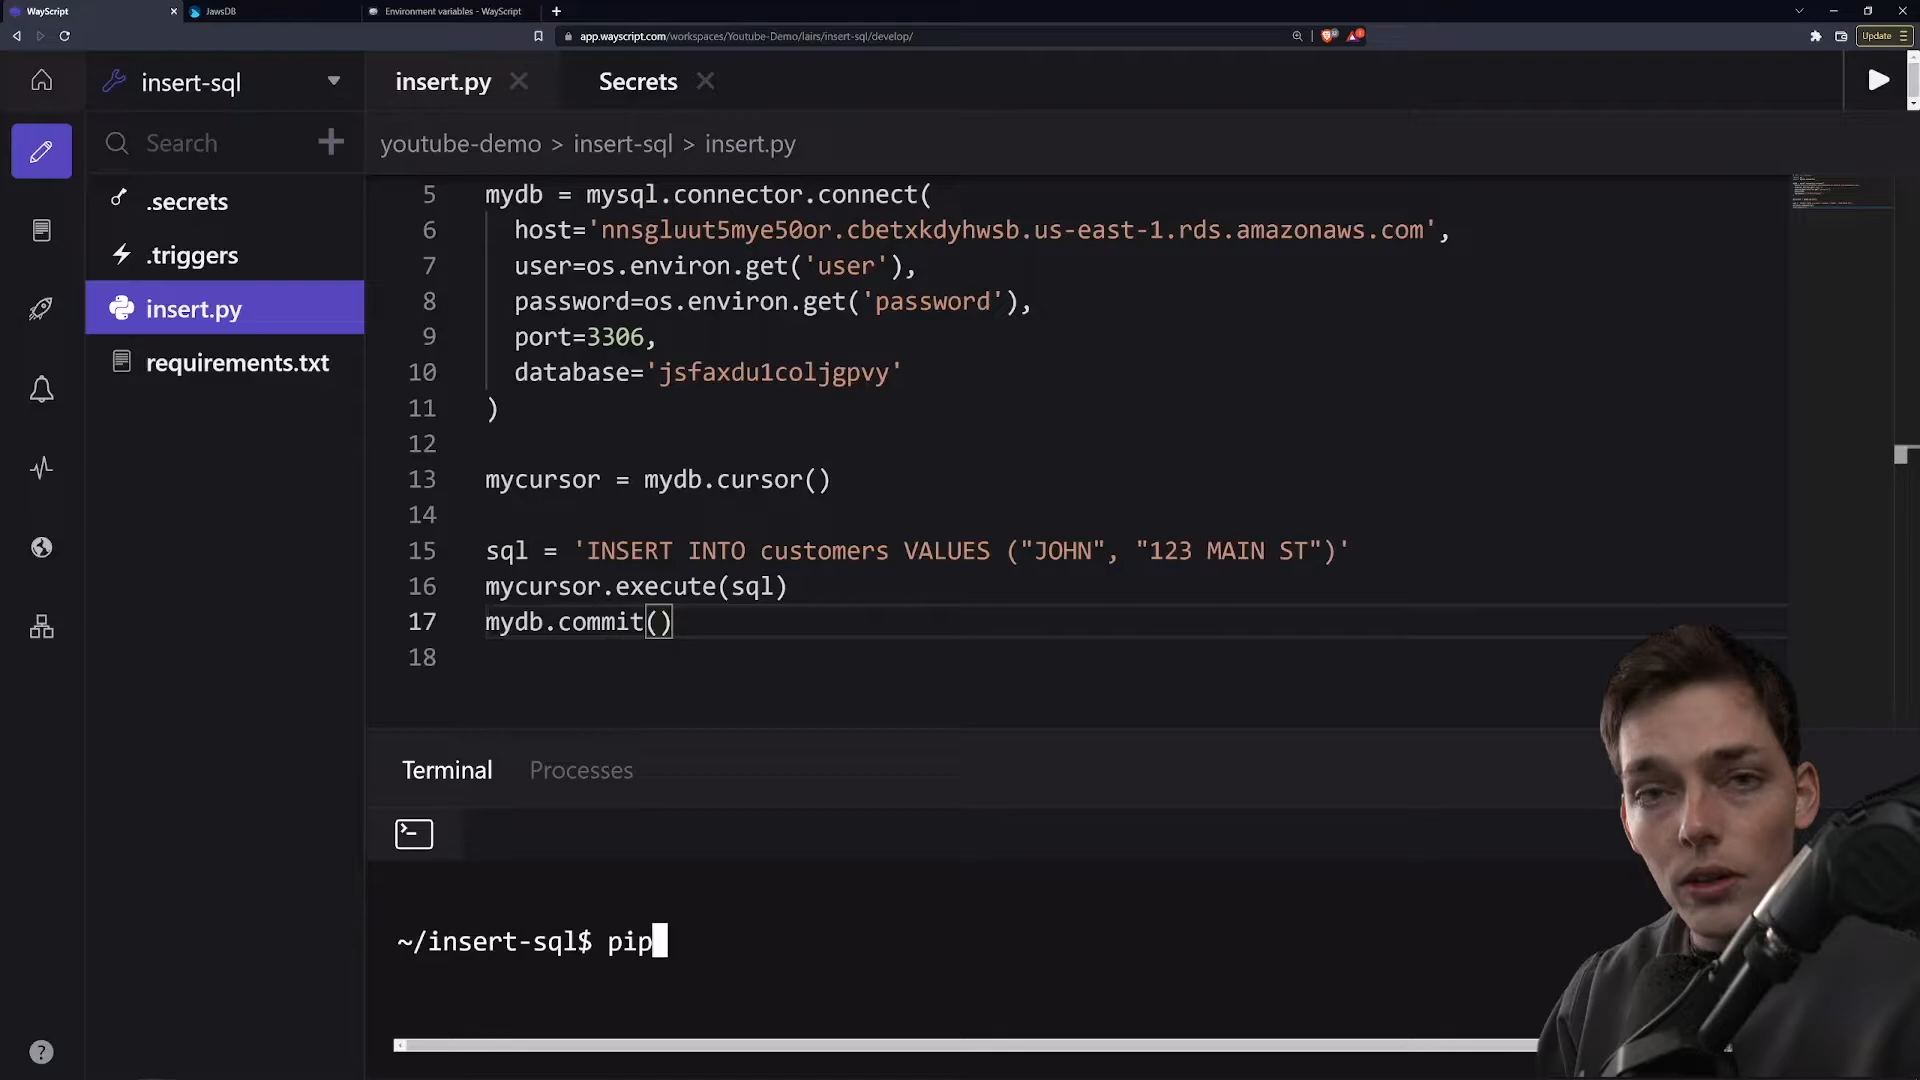 WayScript
JawsDB
Environment variables - WayScript
app.wayscript.com/workspaces/Youtube-Demo/lairs/insert-sql/develop/
Update
insert-sql
insert.py
Secrets
Search
youtube-demo > insert-sql > insert.py
.secrets
.triggers
insert.py
requirements.txt
5 mydb = mysql.connector.connect(
6 host='nnsgluut5mye50or.cbetxkdyhwsb.us-east-1.rds.amazonaws.com',
7 user=os.environ.get('user'),
8 password=os.environ.get('password'),
9 port=3306,
10 database='jsfaxdu1coljgpvy'
11 )
12
13 mycursor = mydb.cursor()
14
15 sql = 'INSERT INTO customers VALUES ("JOHN", "123 MAIN ST")'
16 mycursor.execute(sql)
17 mydb.commit()
18
Terminal Processes
~/insert-sql$ pip